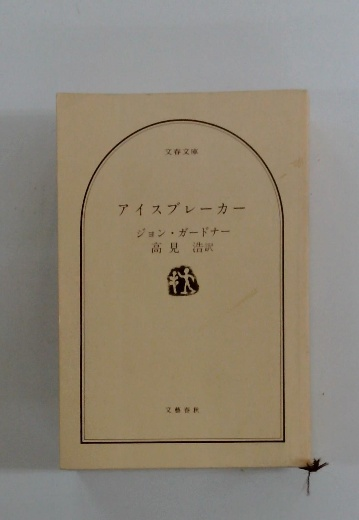 文春文庫
アイスブレーカー
ジョン・ガードナー
高見 浩訳
文藝春秋